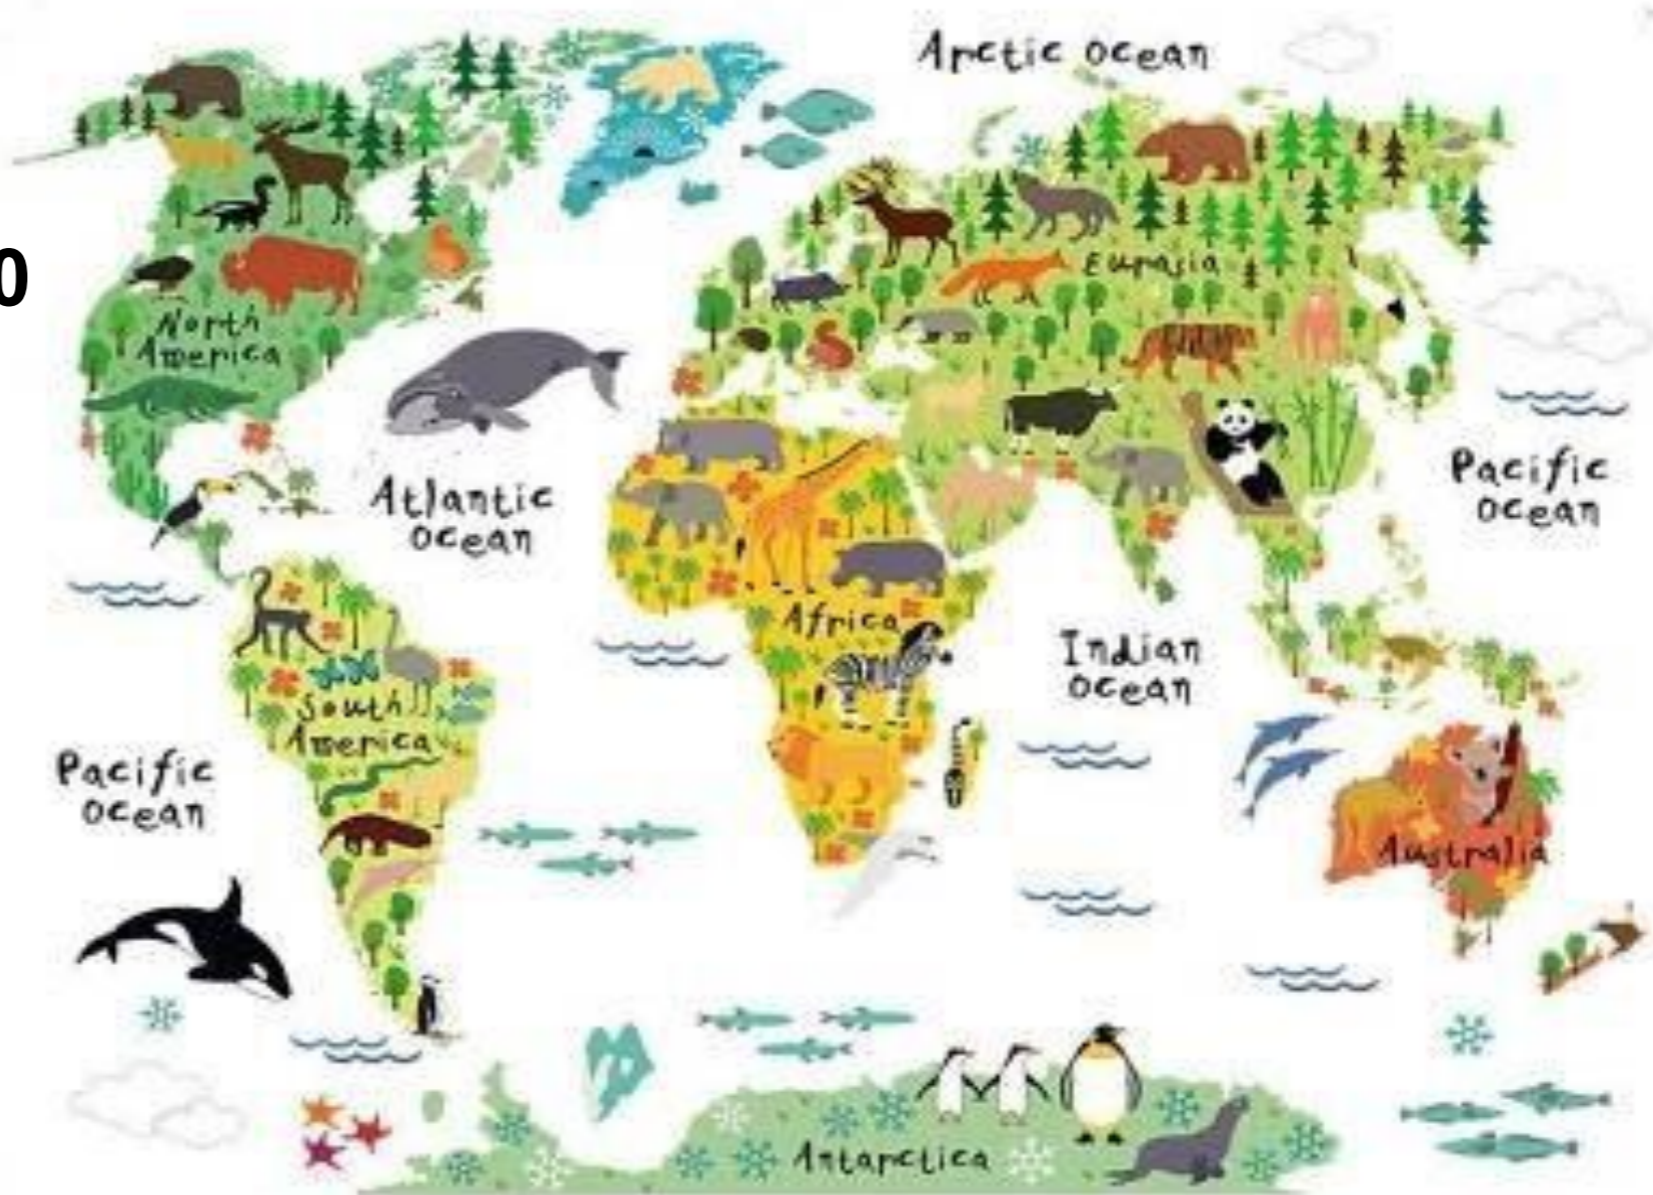 Arctic ocean
0
Eurasia
North
America
Atlantic
ocean
Pacific
ocean
Africa
Indian
ocean
South
America
Pacific
ocean
Australia
Antarctica